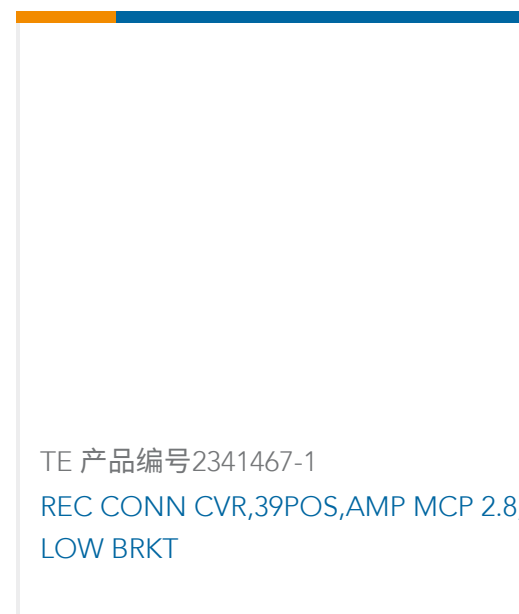 TE 产品编号2341467-1
REC CONN CVR,39POS,AMP MCP 2.8
LOW BRKT